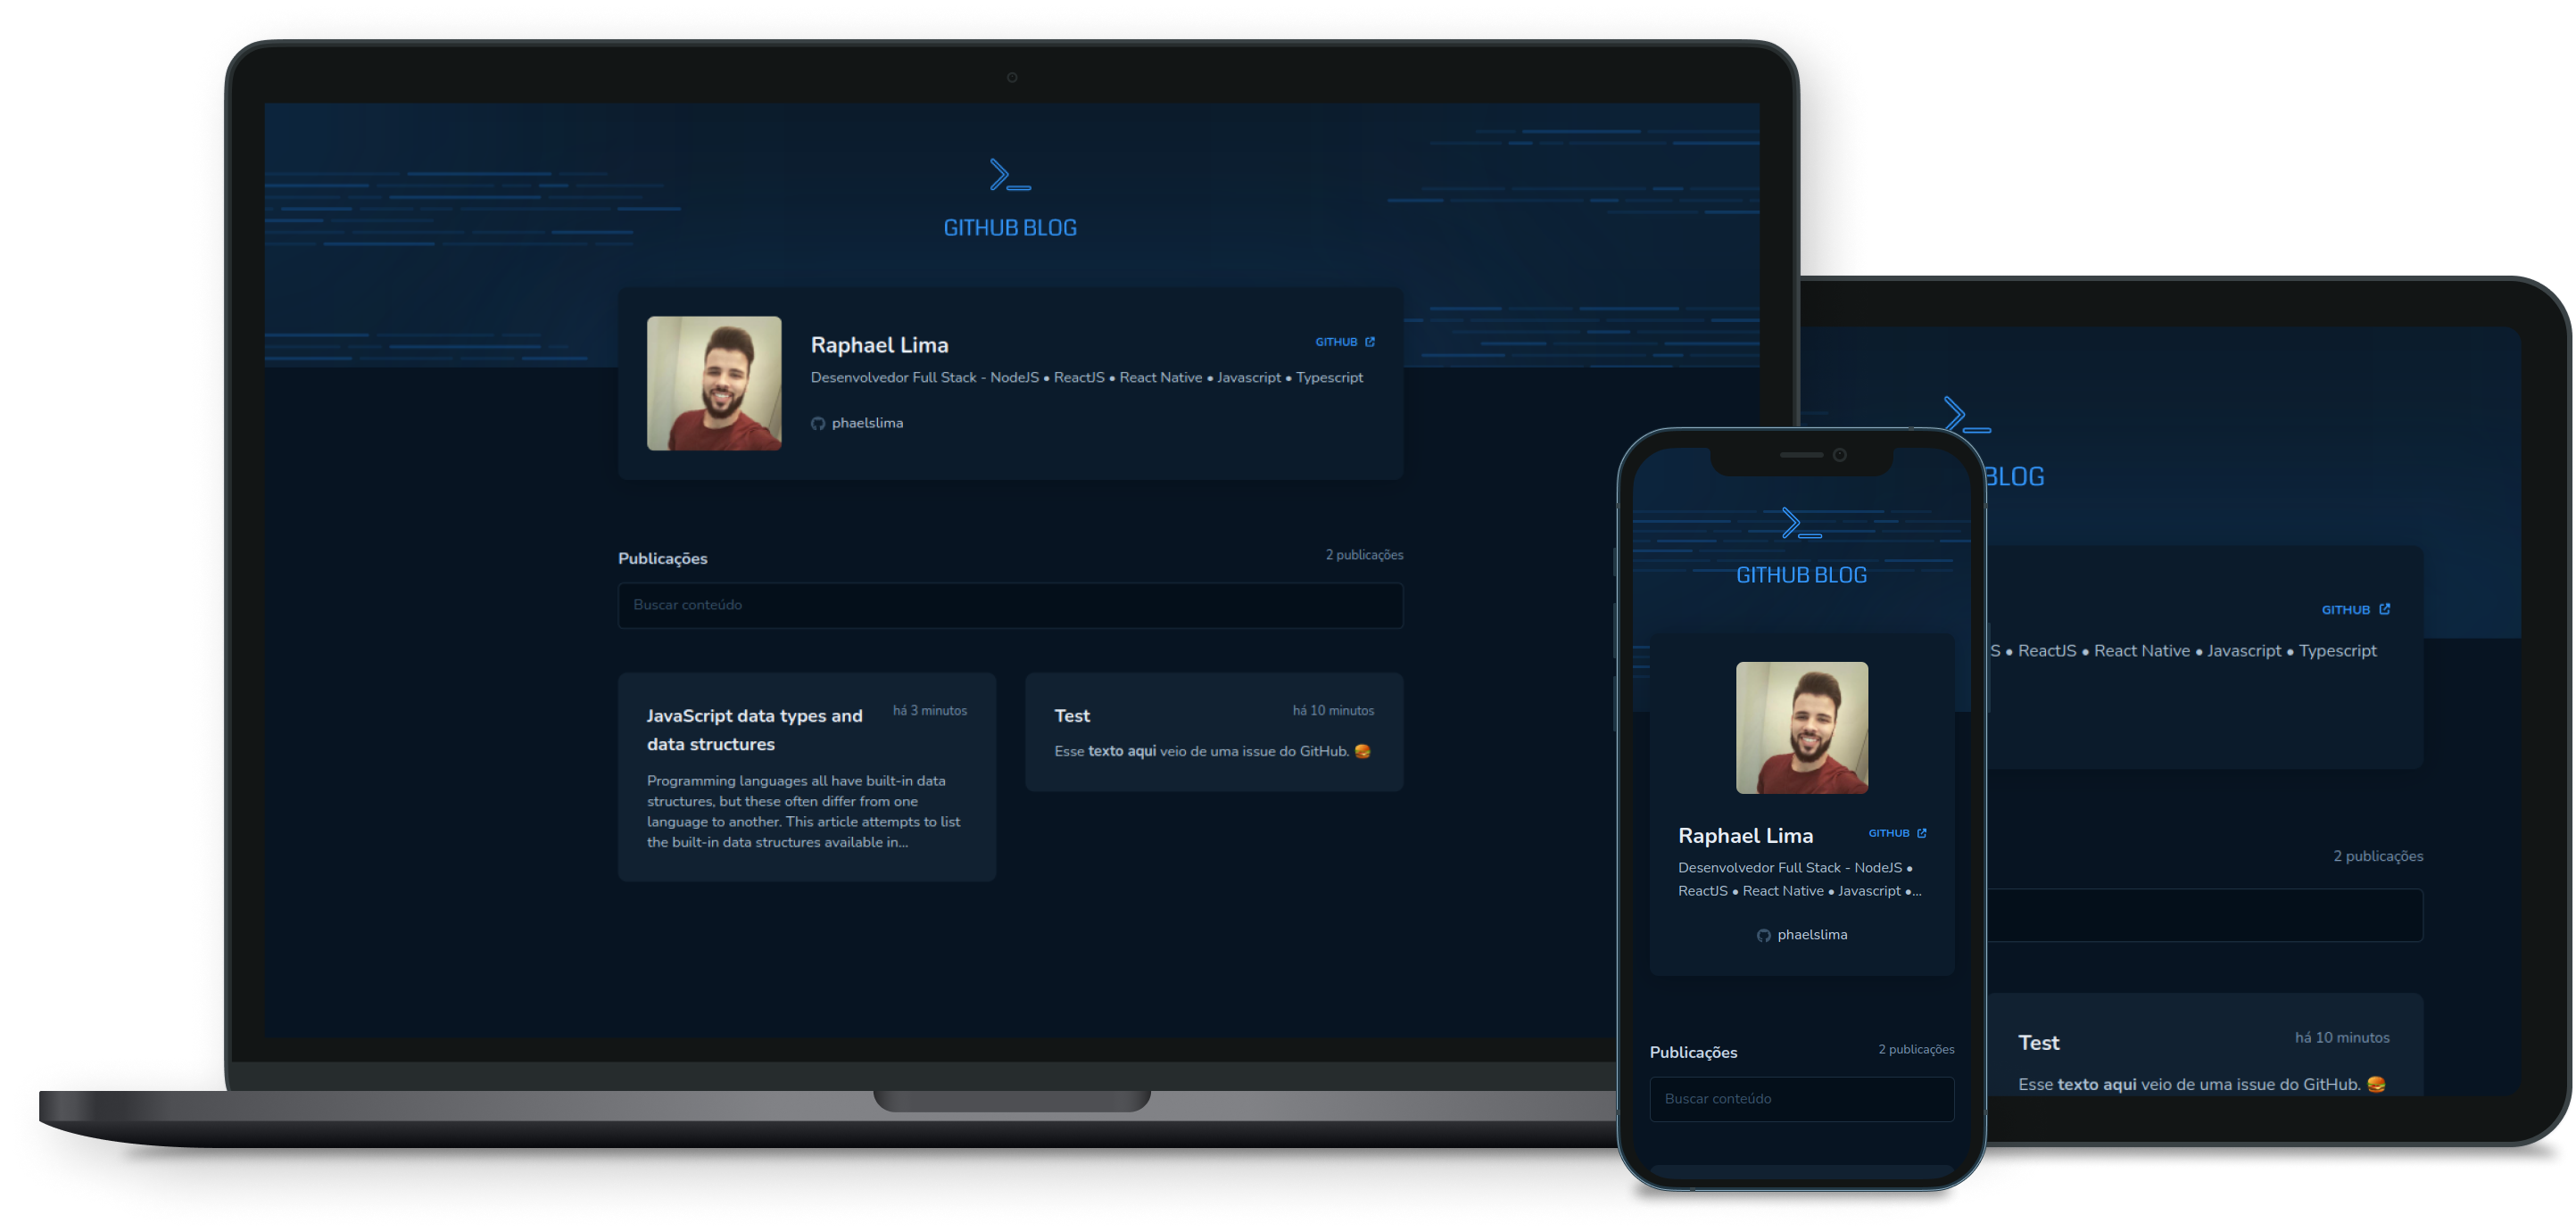 GITHUB BLOG
Raphael Lima
GITHUB
Desenvolvedor Full Stack - NodeJS • ReactJS • React Native • Javascript • Typescript
phaelslima
Publicações
2 publicações
Buscar conteúdo
JavaScript data types and
data structures
há 3 minutos
Programming languages all have built-in data
structures, but these often differ from one
language to another. This article attempts to list
the built-in data structures available in...
Test
há 10 minutos
Esse texto aqui veio de uma issue do GitHub. 🍔
GITHUB BLOG
Raphael Lima
GITHUB
Desenvolvedor Full Stack - NodeJS •
ReactJS • React Native • Javascript •...
phaelslima
Publicações
2 publicações
Buscar conteúdo
BLOG
GITHUB
S • ReactJS • React Native • Javascript • Typescript
2 publicações
Test
há 10 minutos
Esse texto aqui veio de uma issue do GitHub. 🍔